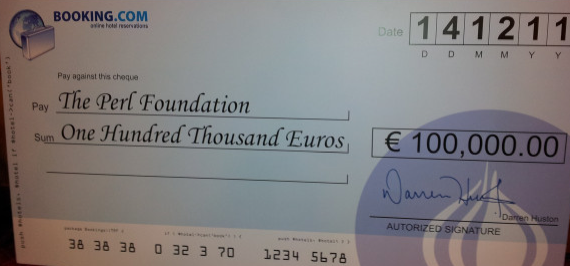 BOOKING.COM
online hotel reservations
Date 1 4 1 2 1 1
D D M M Y Y
Pay against this cheque
Pay The Perl Foundation
Sum One Hundred Thousand Euros
€ 100,000.00
Darren Huston
AUTORIZED SIGNATURE
38 38 38 0 32 3 70 1234 5678